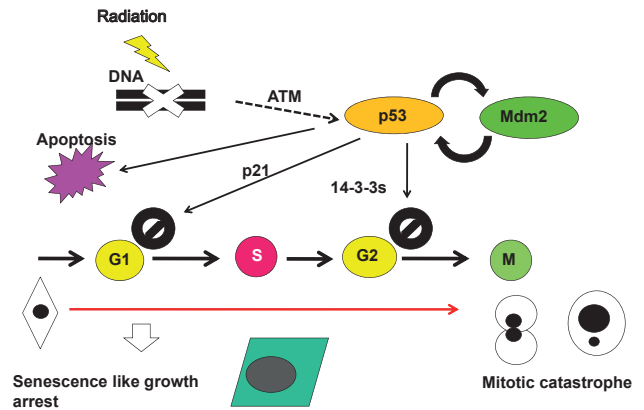 Radiation
DNA
ATM
p53
Mdm2
Apoptosis
p21
14-3-3s
G1
S
G2
M
Senescence like growth
arrest
Mitotic catastrophe